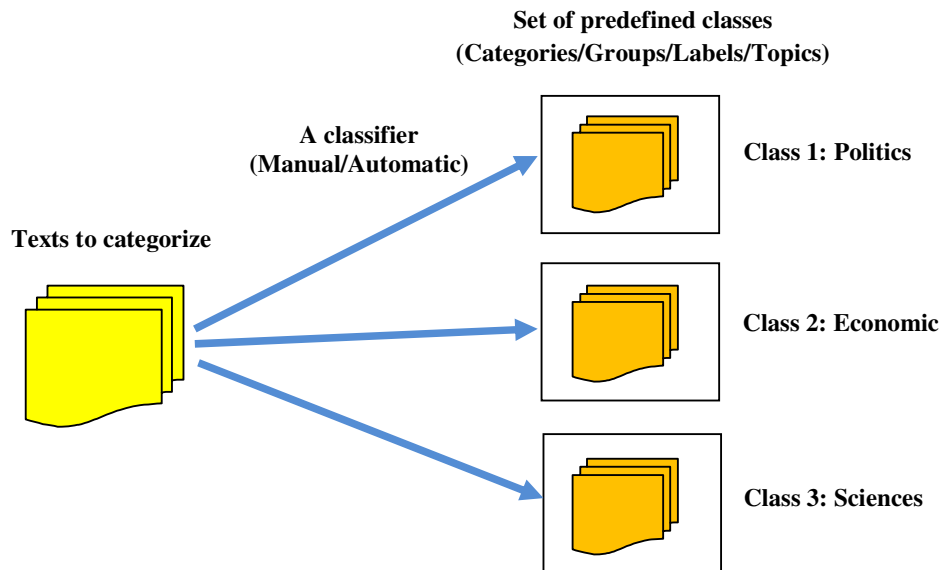 Set of predefined classes
(Categories/Groups/Labels/Topics)
A classifier
(Manual/Automatic)
Class 1: Politics
Texts to categorize
Class 2: Economic
Class 3: Sciences